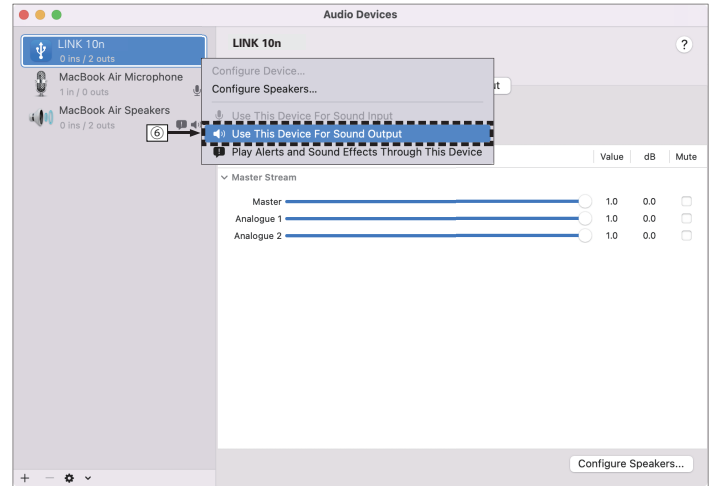 Audio Devices
LINK 10n
0 ins / 2 outs
MacBook Air Microphone
1 in / 0 outs
MacBook Air Speakers
0 ins / 2 outs
⑥
LINK 10n
?
Configure Device...
Configure Speakers...
Use This Device For Sound Input
Use This Device For Sound Output
Play Alerts and Sound Effects Through This Device
Value dB Mute
Master Stream
Master 1.0 0.0
Analogue 1 1.0 0.0
Analogue 2 1.0 0.0
Configure Speakers...